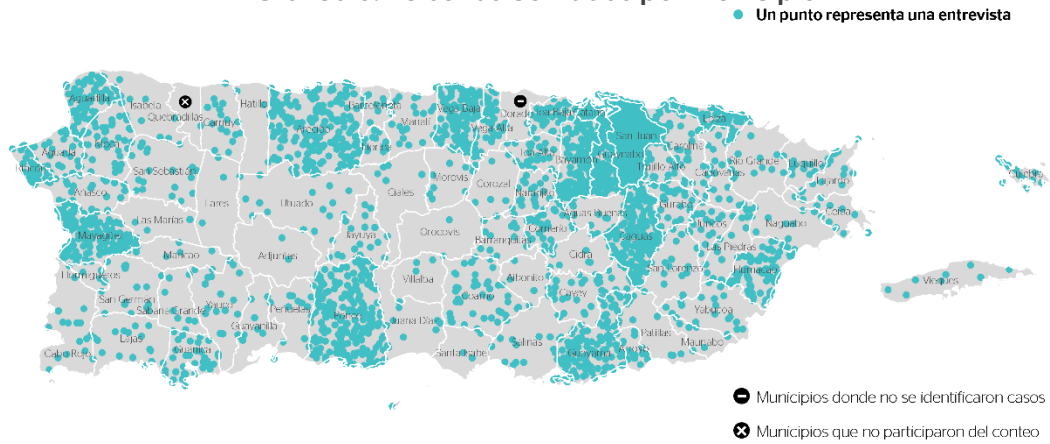 Un punto representa una entrevista
Aguadilla
Isabela
Quebradillas
Camuy
Hatillo
Arecibo
Barceloneta
Manatí
Florida
Vega Baja
Vega Alta
Dorado
Toa Baja
Cataño
San Juan
Loíza
Carolina
Guaynabo
Bayamón
Trujillo Alto
Canóvanas
Río Grande
Luquillo
Fajardo
Ceiba
Culebra
Aguada
Rincón
Moca
San Sebastián
Añasco
Lares
Utuado
Ciales
Morovis
Corozal
Naranjito
Aguas Buenas
Gurabo
Juncos
Naguabo
Las Marías
Mayagüez
Maricao
Adjuntas
Jayuya
Orocovis
Barranquitas
Comerío
Cidra
Caguas
San Lorenzo
Las Piedras
Humacao
Vieques
Hormigueros
San Germán
Sabana Grande
Yauco
Guayanilla
Peñuelas
Ponce
Villalba
Juana Díaz
Coamo
Aibonito
Cayey
Yabucoa
Patillas
Maunabo
Cabo Rojo
Lajas
Guánica
Santa Isabel
Salinas
Guayama
Arroyo
Municipios donde no se identificaron casos
Municipios que no participaron del conteo